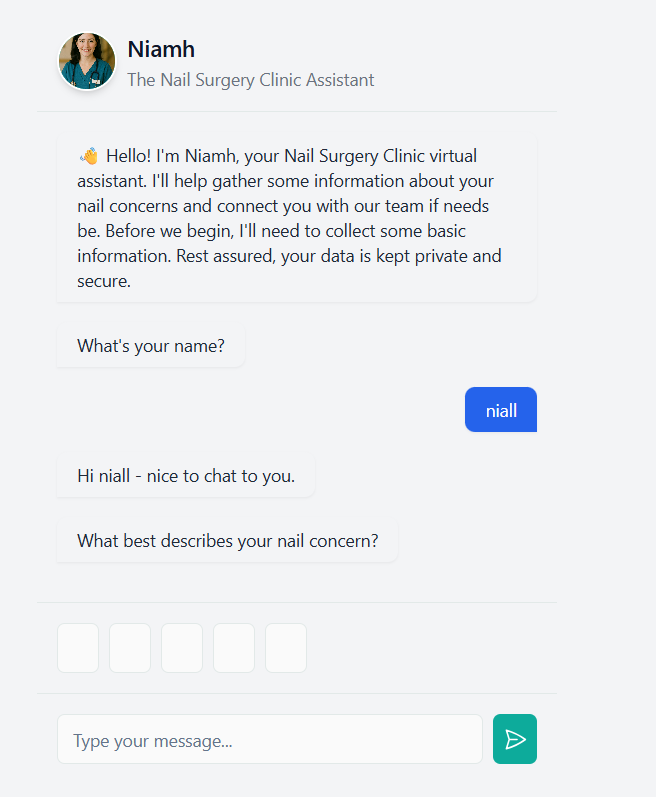 Niamh
The Nail Surgery Clinic Assistant
👋 Hello! I'm Niamh, your Nail Surgery Clinic virtual
assistant. I'll help gather some information about your
nail concerns and connect you with our team if needs
be. Before we begin, I'll need to collect some basic
information. Rest assured, your data is kept private and
secure.
What's your name?
niall
Hi niall - nice to chat to you.
What best describes your nail concern?
Type your message...